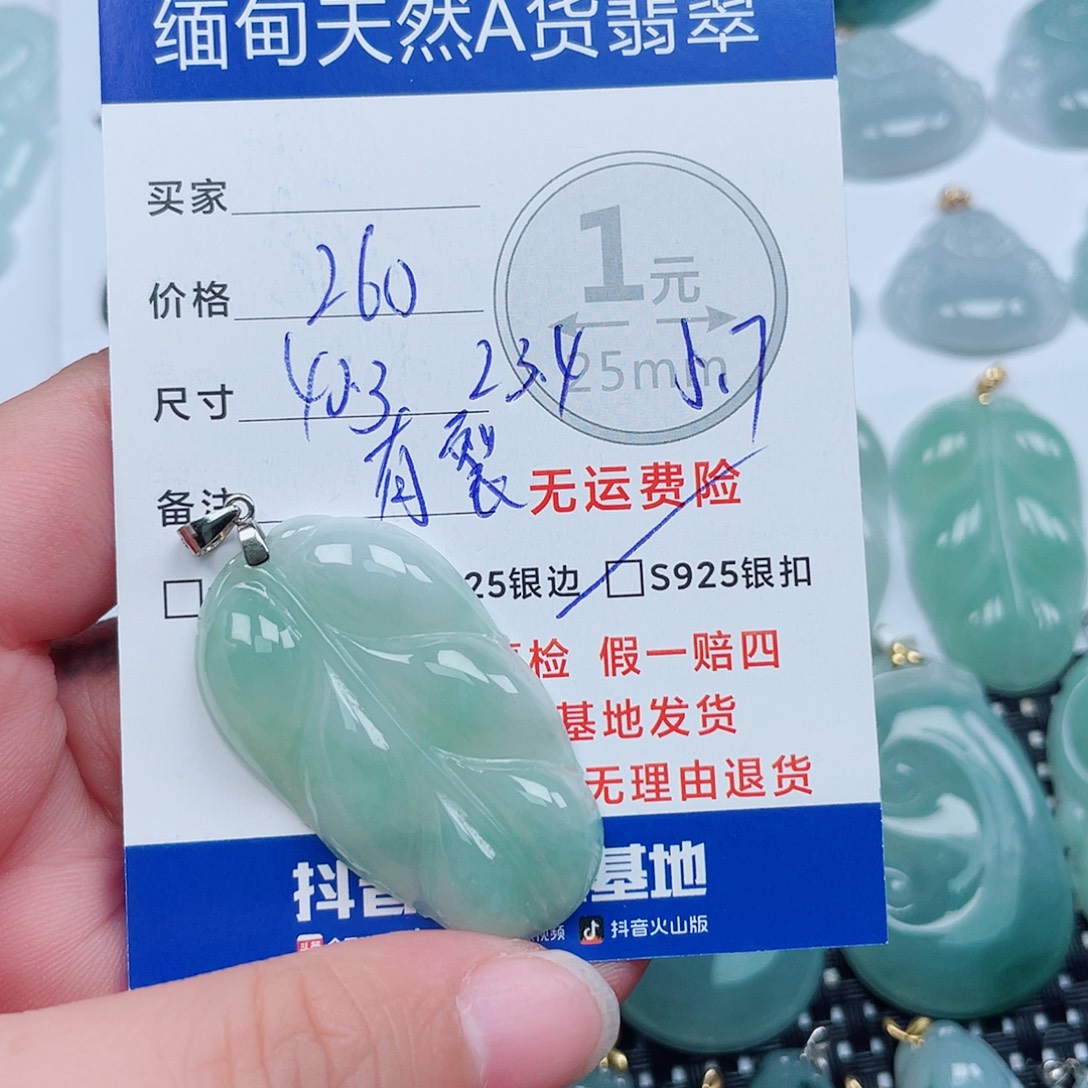 缅甸天然A货翡翠
买家
1元
价格 260
25mm
尺寸 40.3 23.4 5.7
备注 有裂 无运费险
25银边 □S925银扣
检 假一赔四
基地发货
无理由退货
抖音 基地
视频 抖音火山版